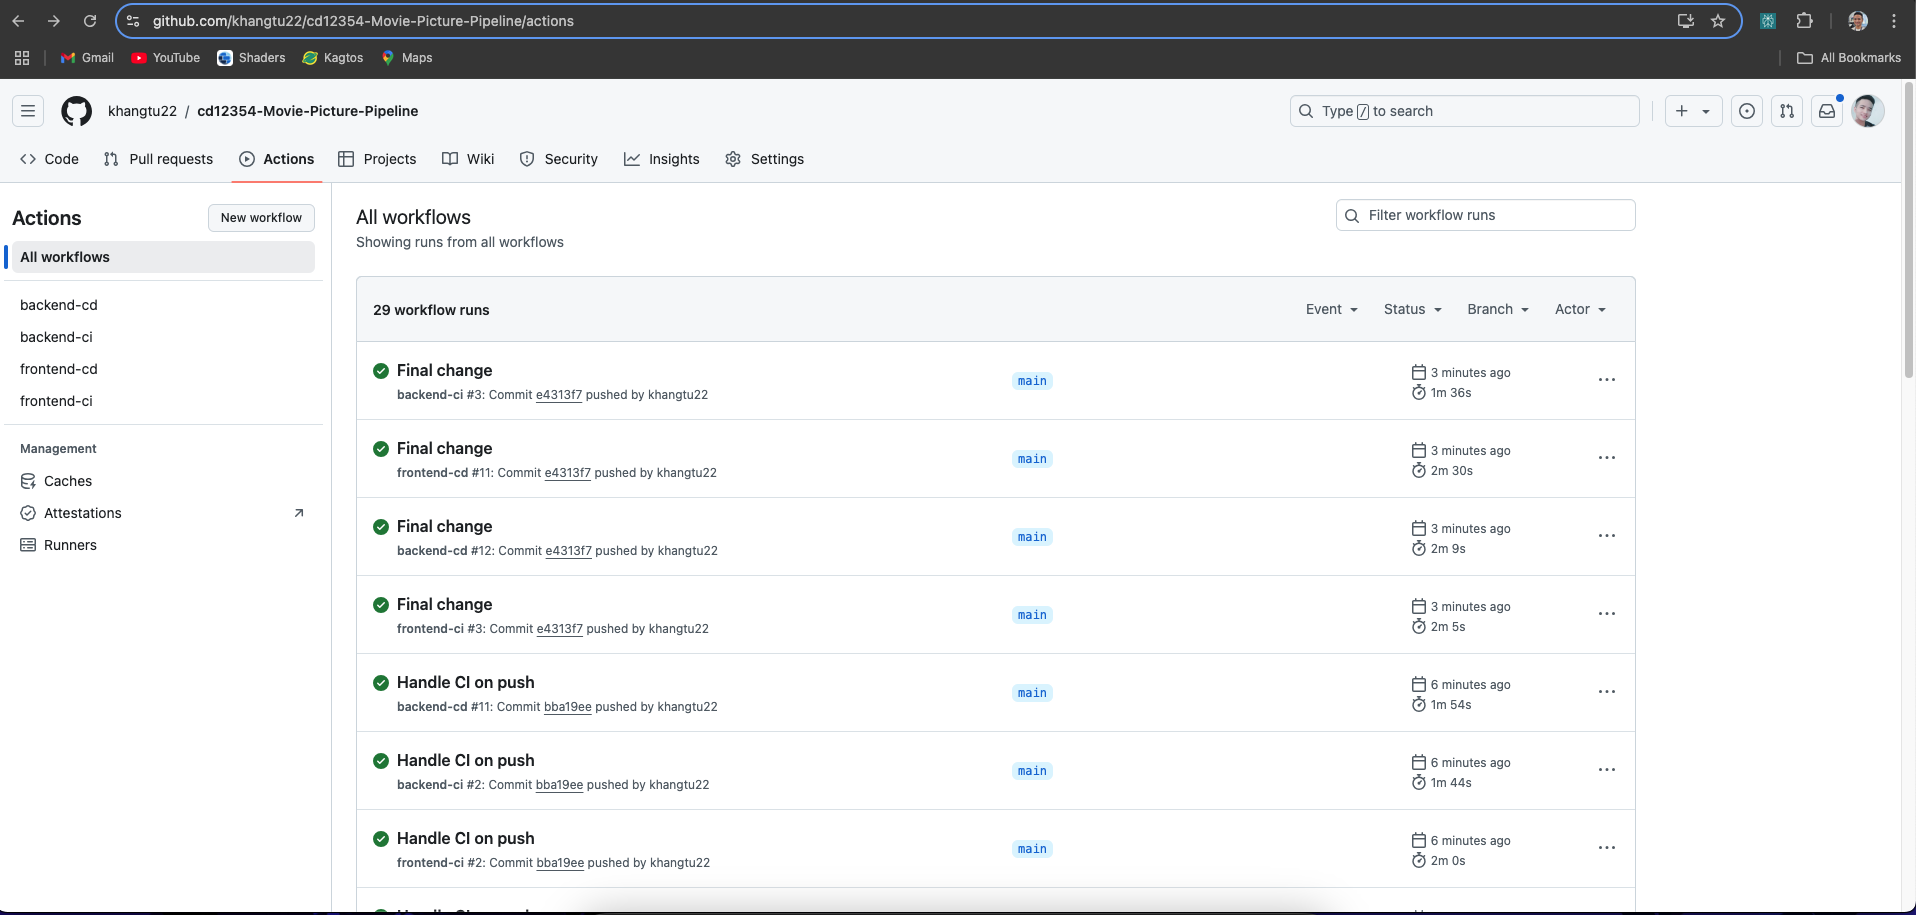 github.com/khangtu22/cd12354-Movie-Picture-Pipeline/actions
Gmail YouTube Shaders Kagtos Maps All Bookmarks
khangtu22 / cd12354-Movie-Picture-Pipeline
Type / to search
Code Pull requests Actions Projects Wiki Security Insights Settings
Actions
New workflow
All workflows
backend-cd
backend-ci
frontend-cd
frontend-ci
Management
Caches
Attestations
Runners
All workflows
Showing runs from all workflows
Filter workflow runs
29 workflow runs
Event Status Branch Actor
Final change
backend-ci #3: Commit e4313f7 pushed by khangtu22
main
3 minutes ago
1m 36s
Final change
frontend-cd #11: Commit e4313f7 pushed by khangtu22
main
3 minutes ago
2m 30s
Final change
backend-cd #12: Commit e4313f7 pushed by khangtu22
main
3 minutes ago
2m 9s
Final change
frontend-ci #3: Commit e4313f7 pushed by khangtu22
main
3 minutes ago
2m 5s
Handle CI on push
backend-cd #11: Commit bba19ee pushed by khangtu22
main
6 minutes ago
1m 54s
Handle CI on push
backend-ci #2: Commit bba19ee pushed by khangtu22
main
6 minutes ago
1m 44s
Handle CI on push
frontend-ci #2: Commit bba19ee pushed by khangtu22
main
6 minutes ago
2m 0s